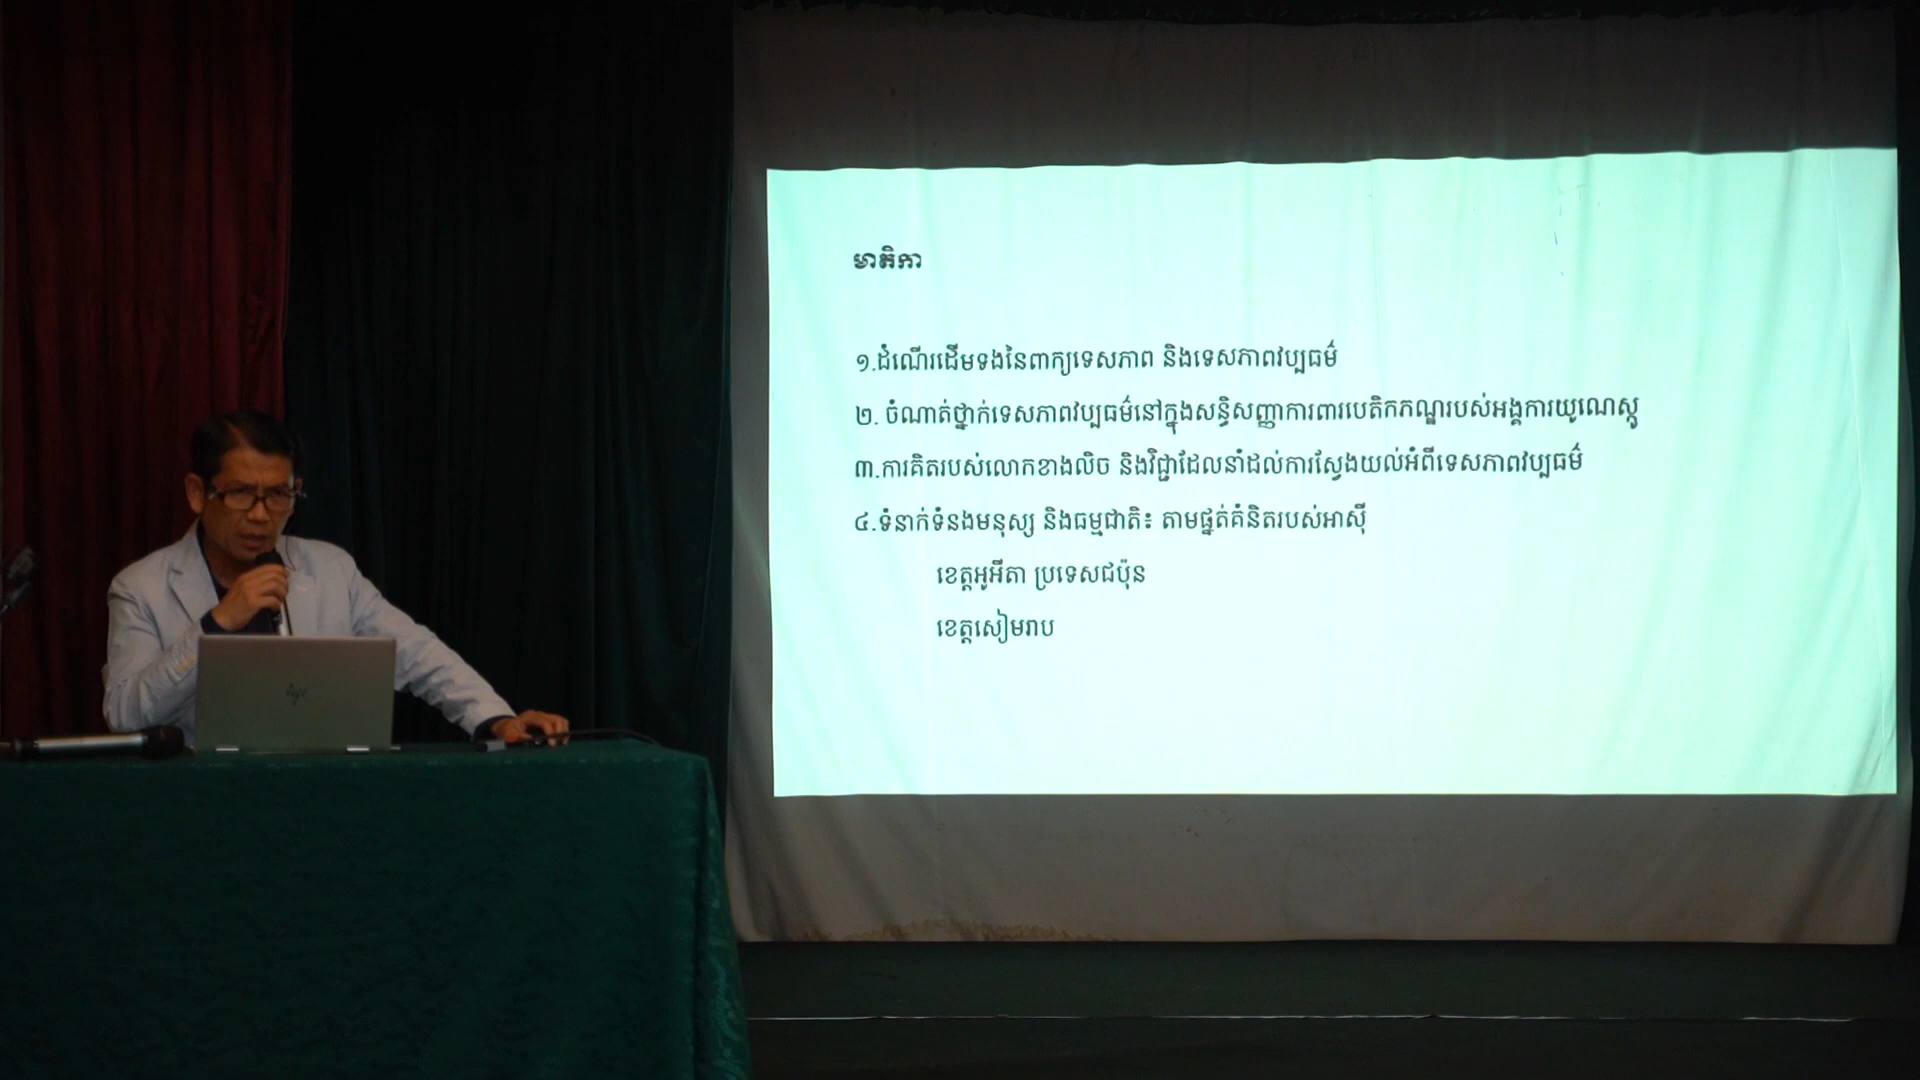 មាតិកា
១.ដំណើរដើមទងនៃពាក្យទេសភាព និងទេសភាពវប្បធម៌
២. ចំណាត់ថ្នាក់ទេសភាពវប្បធម៌នៅក្នុងសន្ធិសញ្ញាការពារបេតិកភណ្ឌរបស់អង្គការយូណេស្កូ
៣.ការគិតរបស់លោកខាងលិច និងវិជ្ជាដែលនាំដល់ការស្វែងយល់អំពីទេសភាពវប្បធម៌
៤.ទំនាក់ទំនងមនុស្ស និងធម្មជាតិ៖ តាមផ្នត់គំនិតរបស់អាស៊ី
ខេត្តអូអីតា ប្រទេសជប៉ុន
ខេត្តសៀមរាប